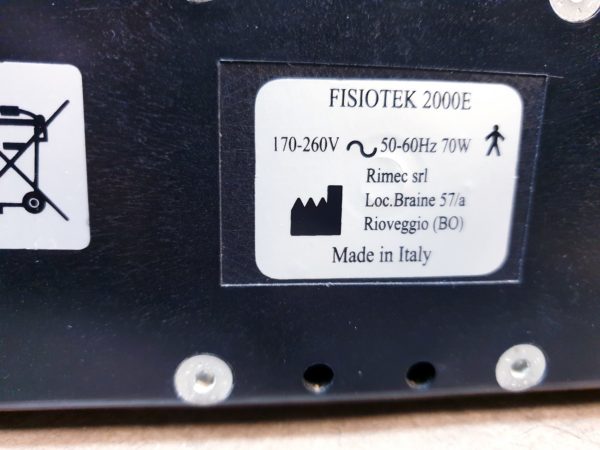 FISIOTEK 2000E
170-260V 50-60Hz 70W
Rimec srl
Loc.Braine 57/a
Rioveggio (BO)
Made in Italy